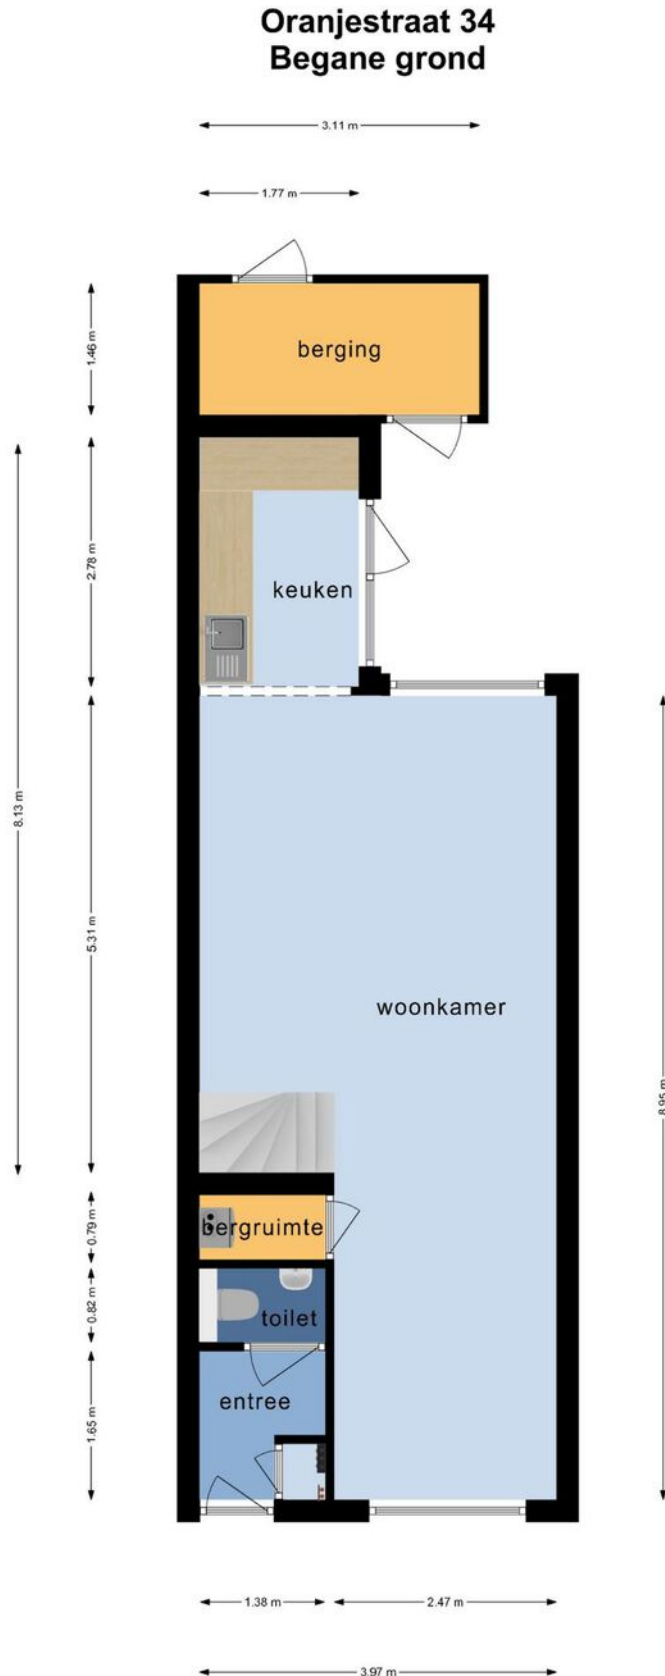 Oranjestraat 34
Begane grond
3.11 m
1.77 m
1.46 m
berging
2.78 m
keuken
8.13 m
5.31 m
woonkamer
8.95 m
0.79 m
bergruimte
0.82 m
toilet
1.65 m
entree
1.38 m
2.47 m
3.97 m